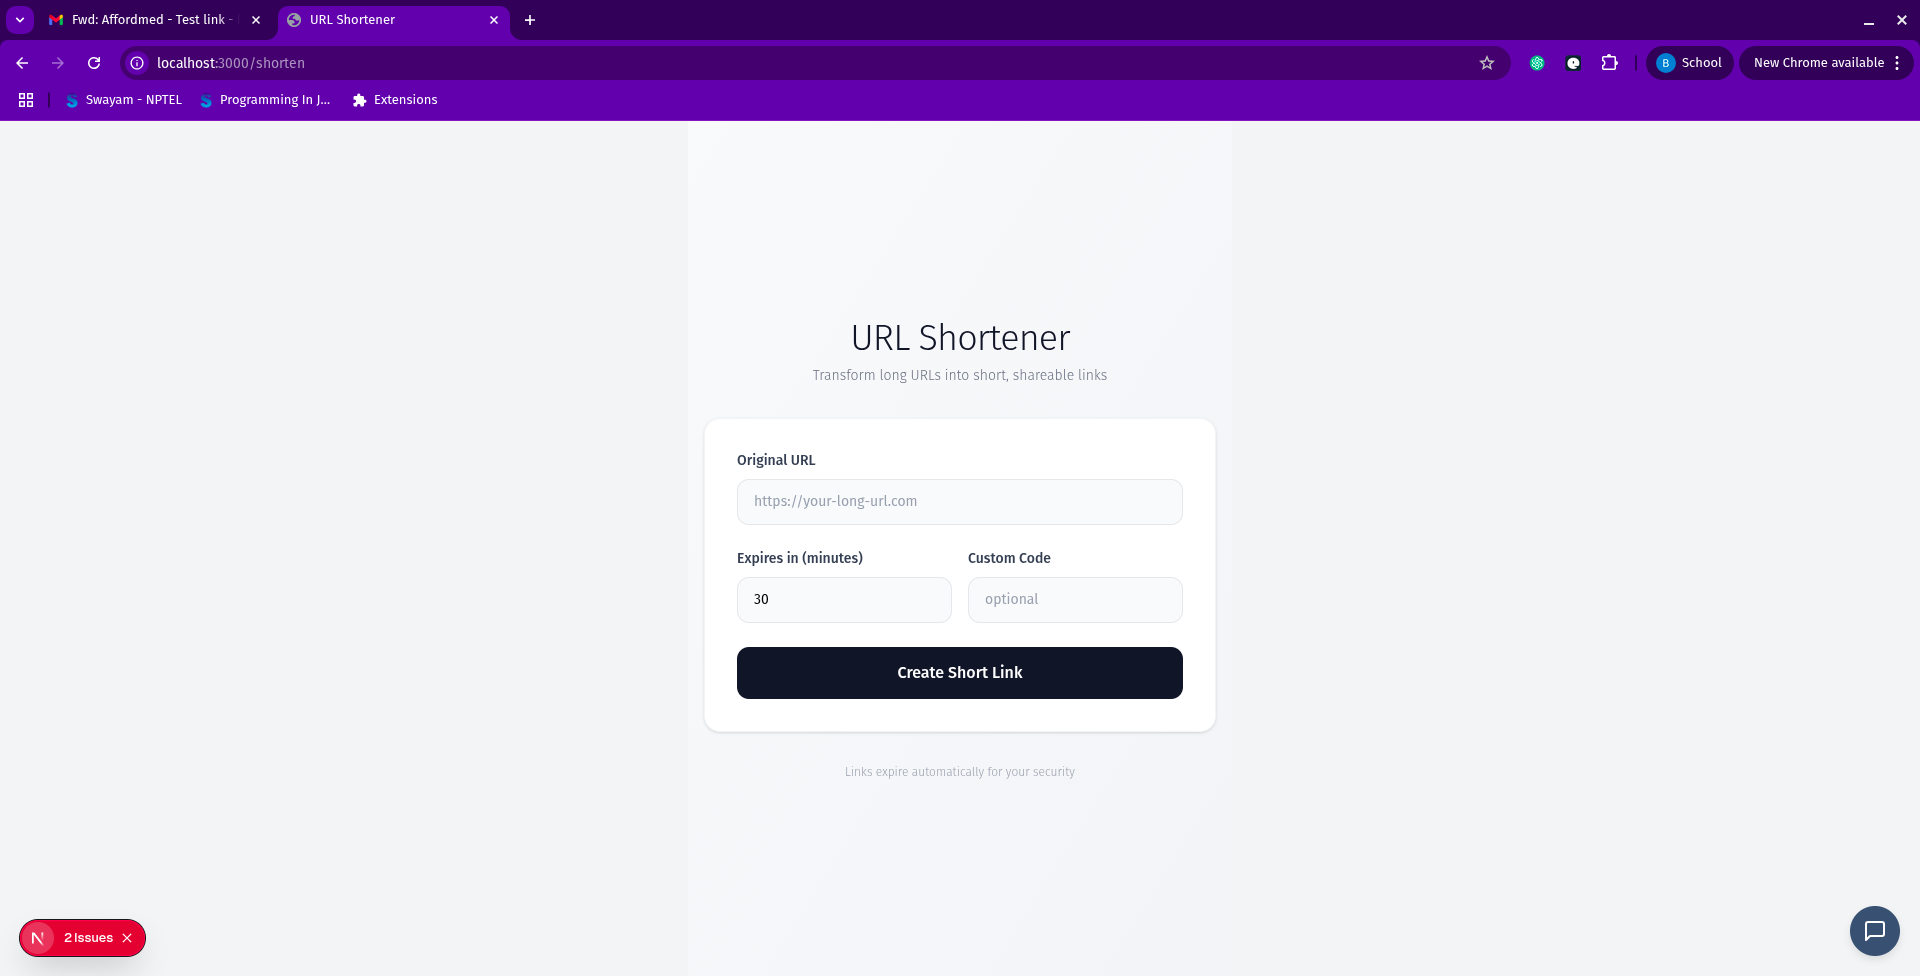 Fwd: Affordmed - Test link -
URL Shortener
localhost:3000/shorten
B
School
New Chrome available
Swayam - NPTEL
Programming In J...
Extensions
URL Shortener
Transform long URLs into short, shareable links
Original URL
https://your-long-url.com
Expires in (minutes)
Custom Code
30
optional
Create Short Link
Links expire automatically for your security
N
2 Issues